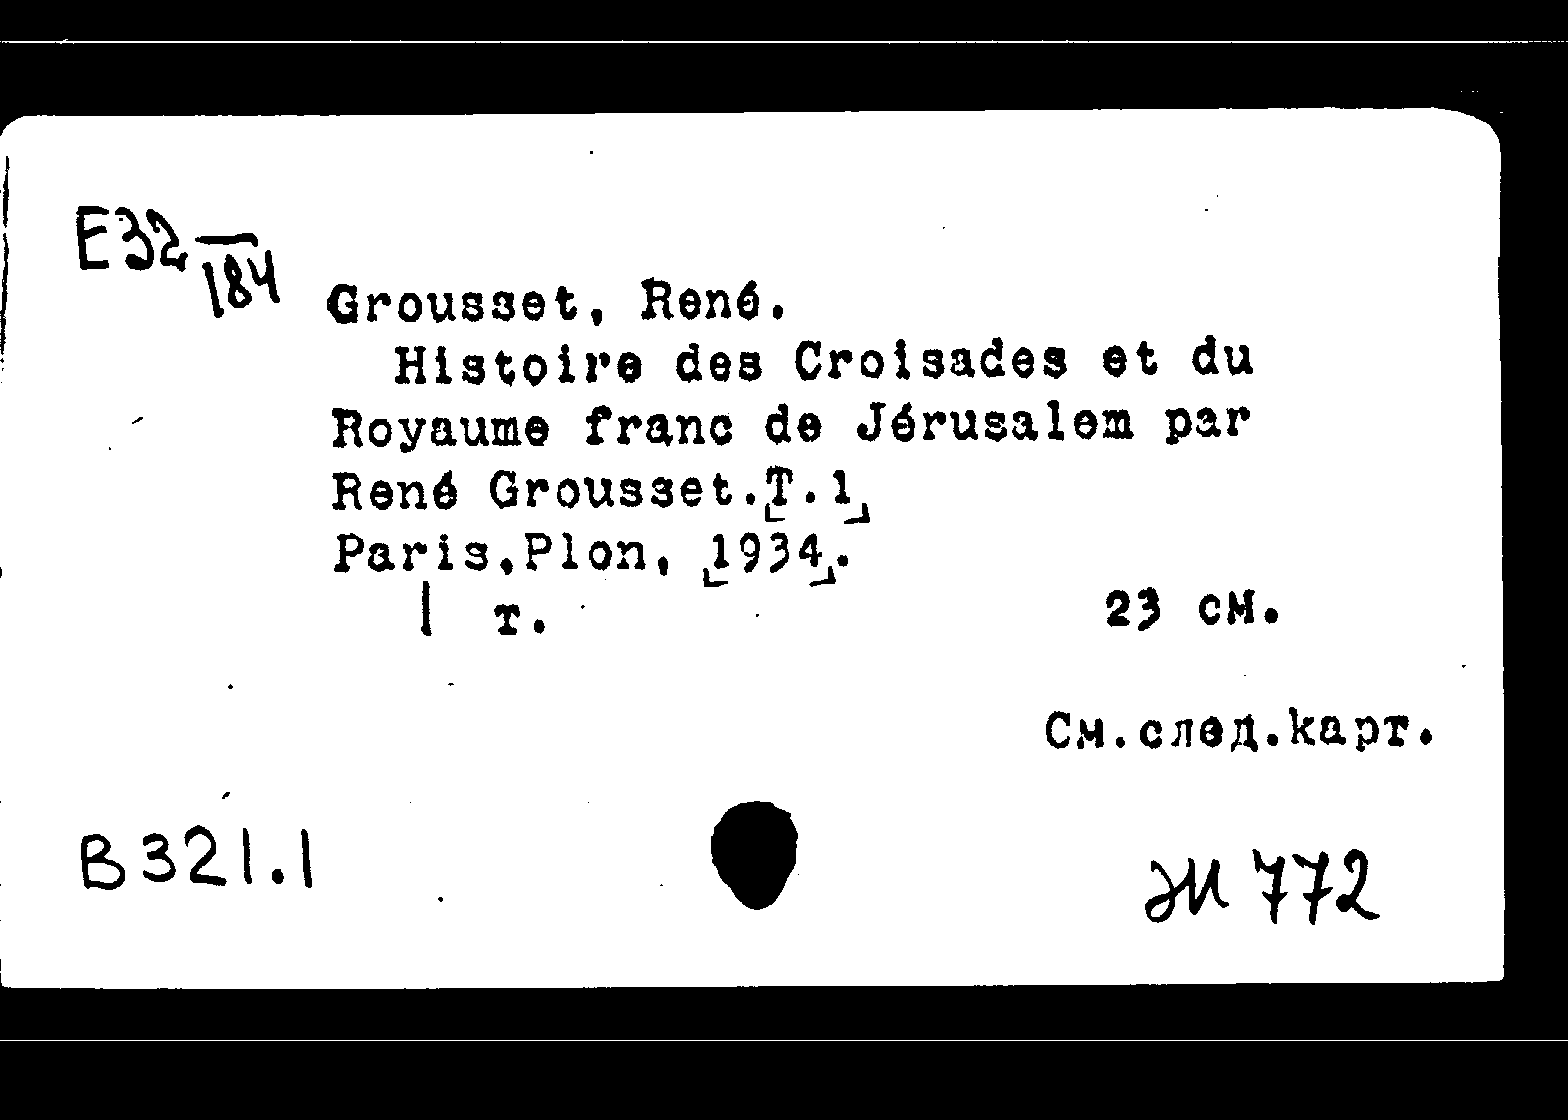 E32
184
Grousset, René.
Histoire des Croisades et du
Royaume franc de Jérusalem par
René Grousset.[T.1]
Paris,Plon, [1934].
| т.
23 см.
См.след.карт.
В321.1
Ж 772